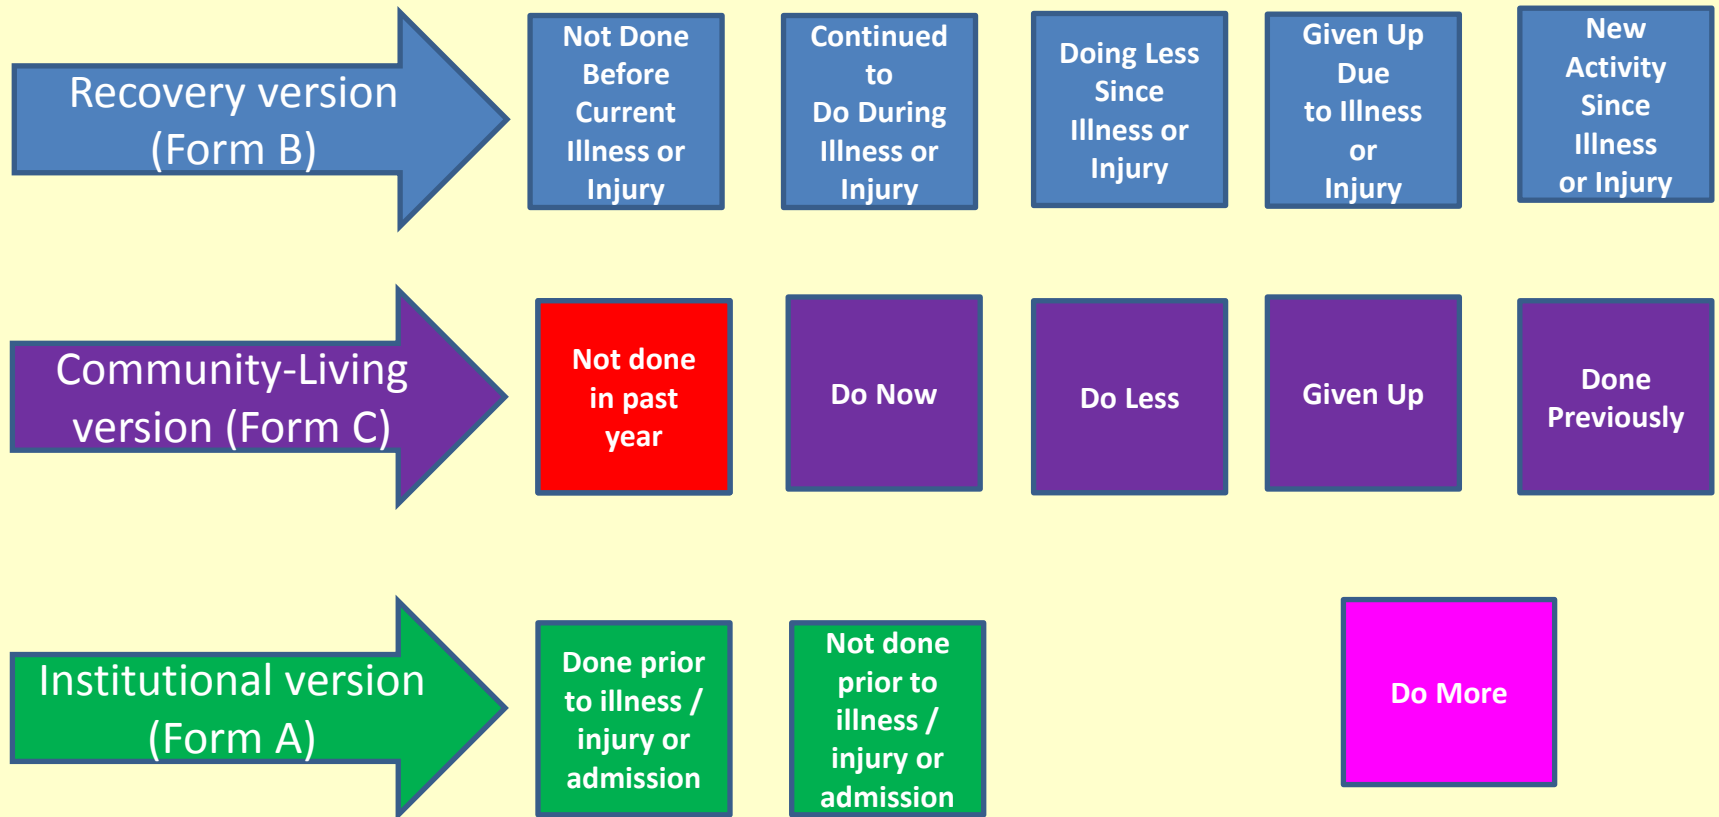 Recovery version
(Form B)
Not Done
Before
Current
Illness or
Injury
Continued
to
Do During
Illness or
Injury
Doing Less
Since
Illness or
Injury
Given Up
Due
to Illness
or
Injury
New
Activity
Since
Illness
or Injury
Community-Living
version (Form C)
Not done
in past
year
Do Now
Do Less
Given Up
Done
Previously
Institutional version
(Form A)
Done prior
to illness /
injury or
admission
Not done
prior to
illness /
injury or
admission
Do More